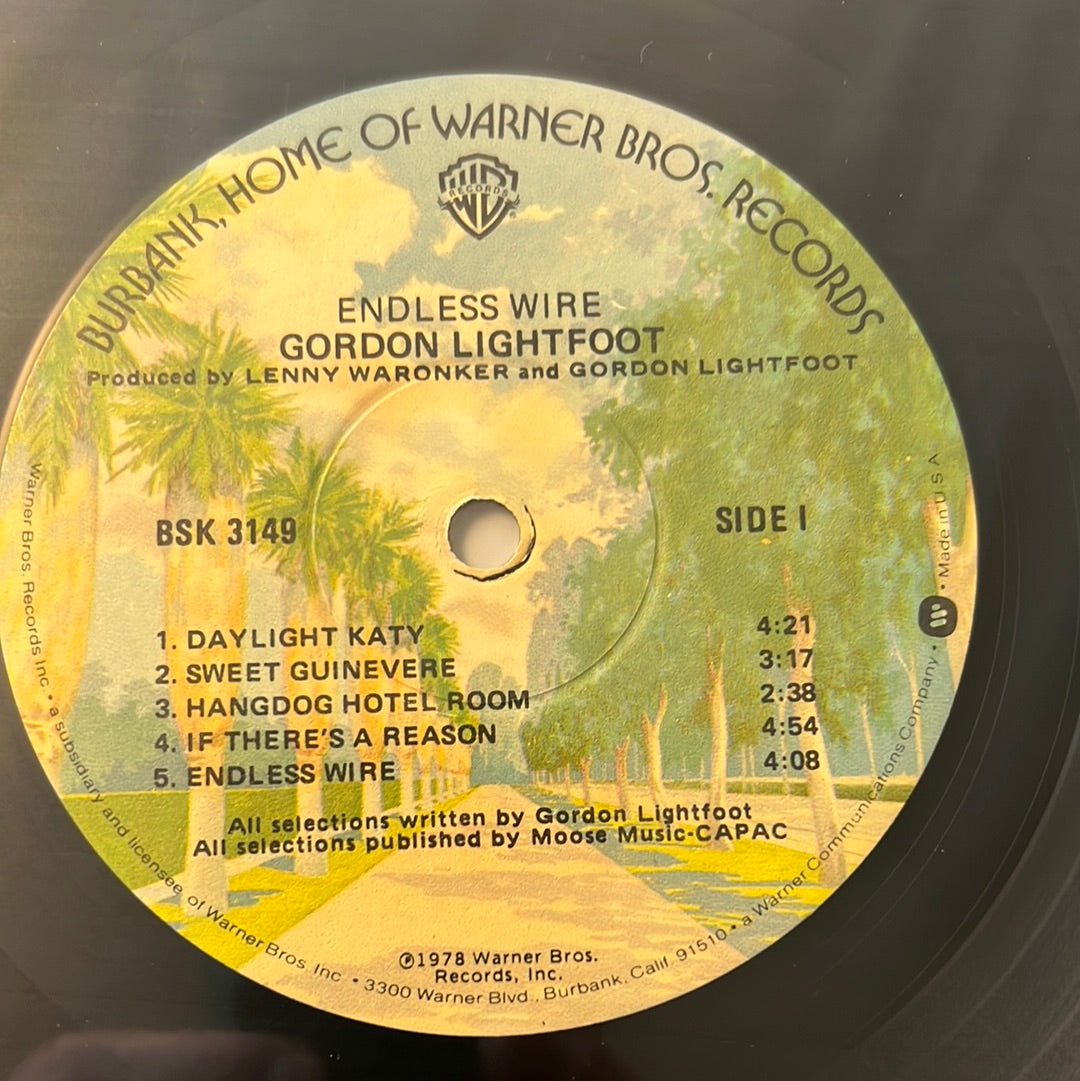 BURBANK, HOME OF WARNER BROS. RECORDS
WB
RECORDS
®
ENDLESS WIRE
GORDON LIGHTFOOT
Produced by LENNY WARONKER and GORDON LIGHTFOOT
BSK 3149
SIDE I
1. DAYLIGHT KATY 4:21
2. SWEET GUINEVERE 3:17
3. HANGDOG HOTEL ROOM 2:38
4. IF THERE'S A REASON 4:54
5. ENDLESS WIRE 4:08
All selections written by Gordon Lightfoot
All selections published by Moose Music-CAPAC
℗1978 Warner Bros.
Records, Inc.
Warner Bros. Records Inc • a subsidiary and licensee of Warner Bros. Inc • 3300 Warner Blvd., Burbank, Calif. 91510 • a Warner Communications Company • Made in U S A